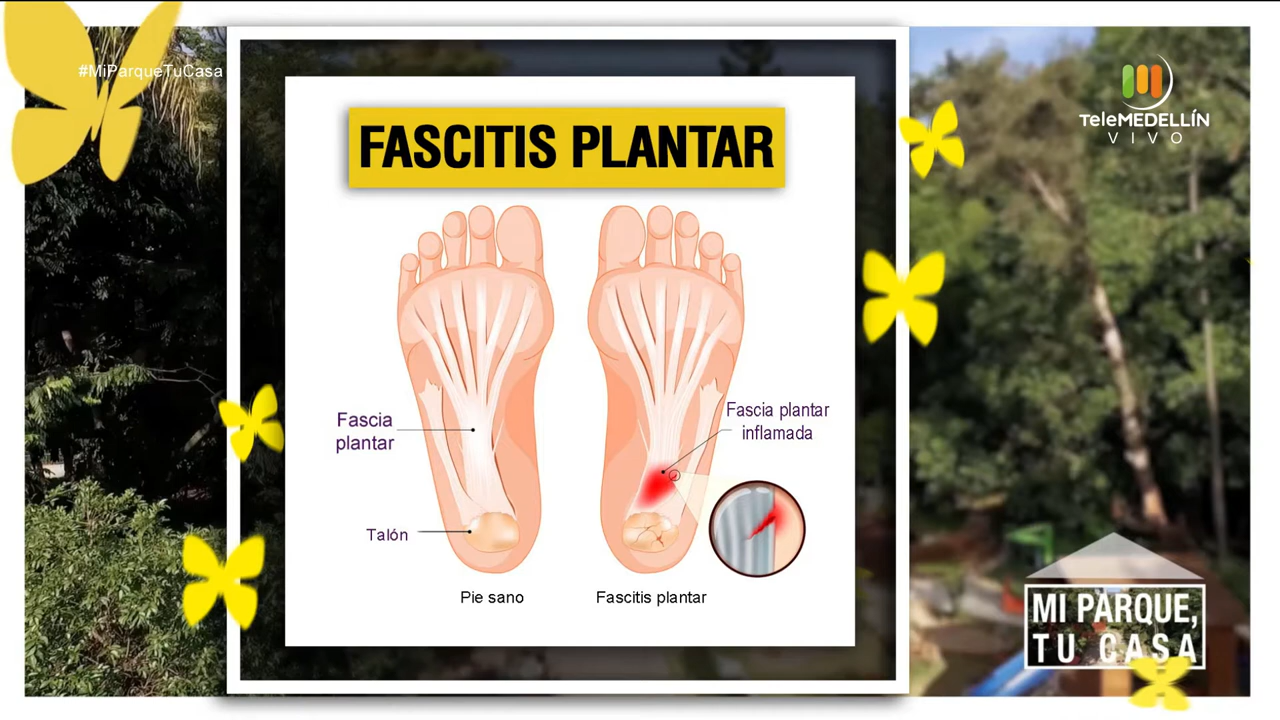 #MiParqueTuCasa
TeleMEDELLÍN
VIVO
FASCITIS PLANTAR
Fascia
plantar
Talón
Fascia plantar
inflamada
Pie sano
Fascitis plantar
MI PARQUE,
TU CASA